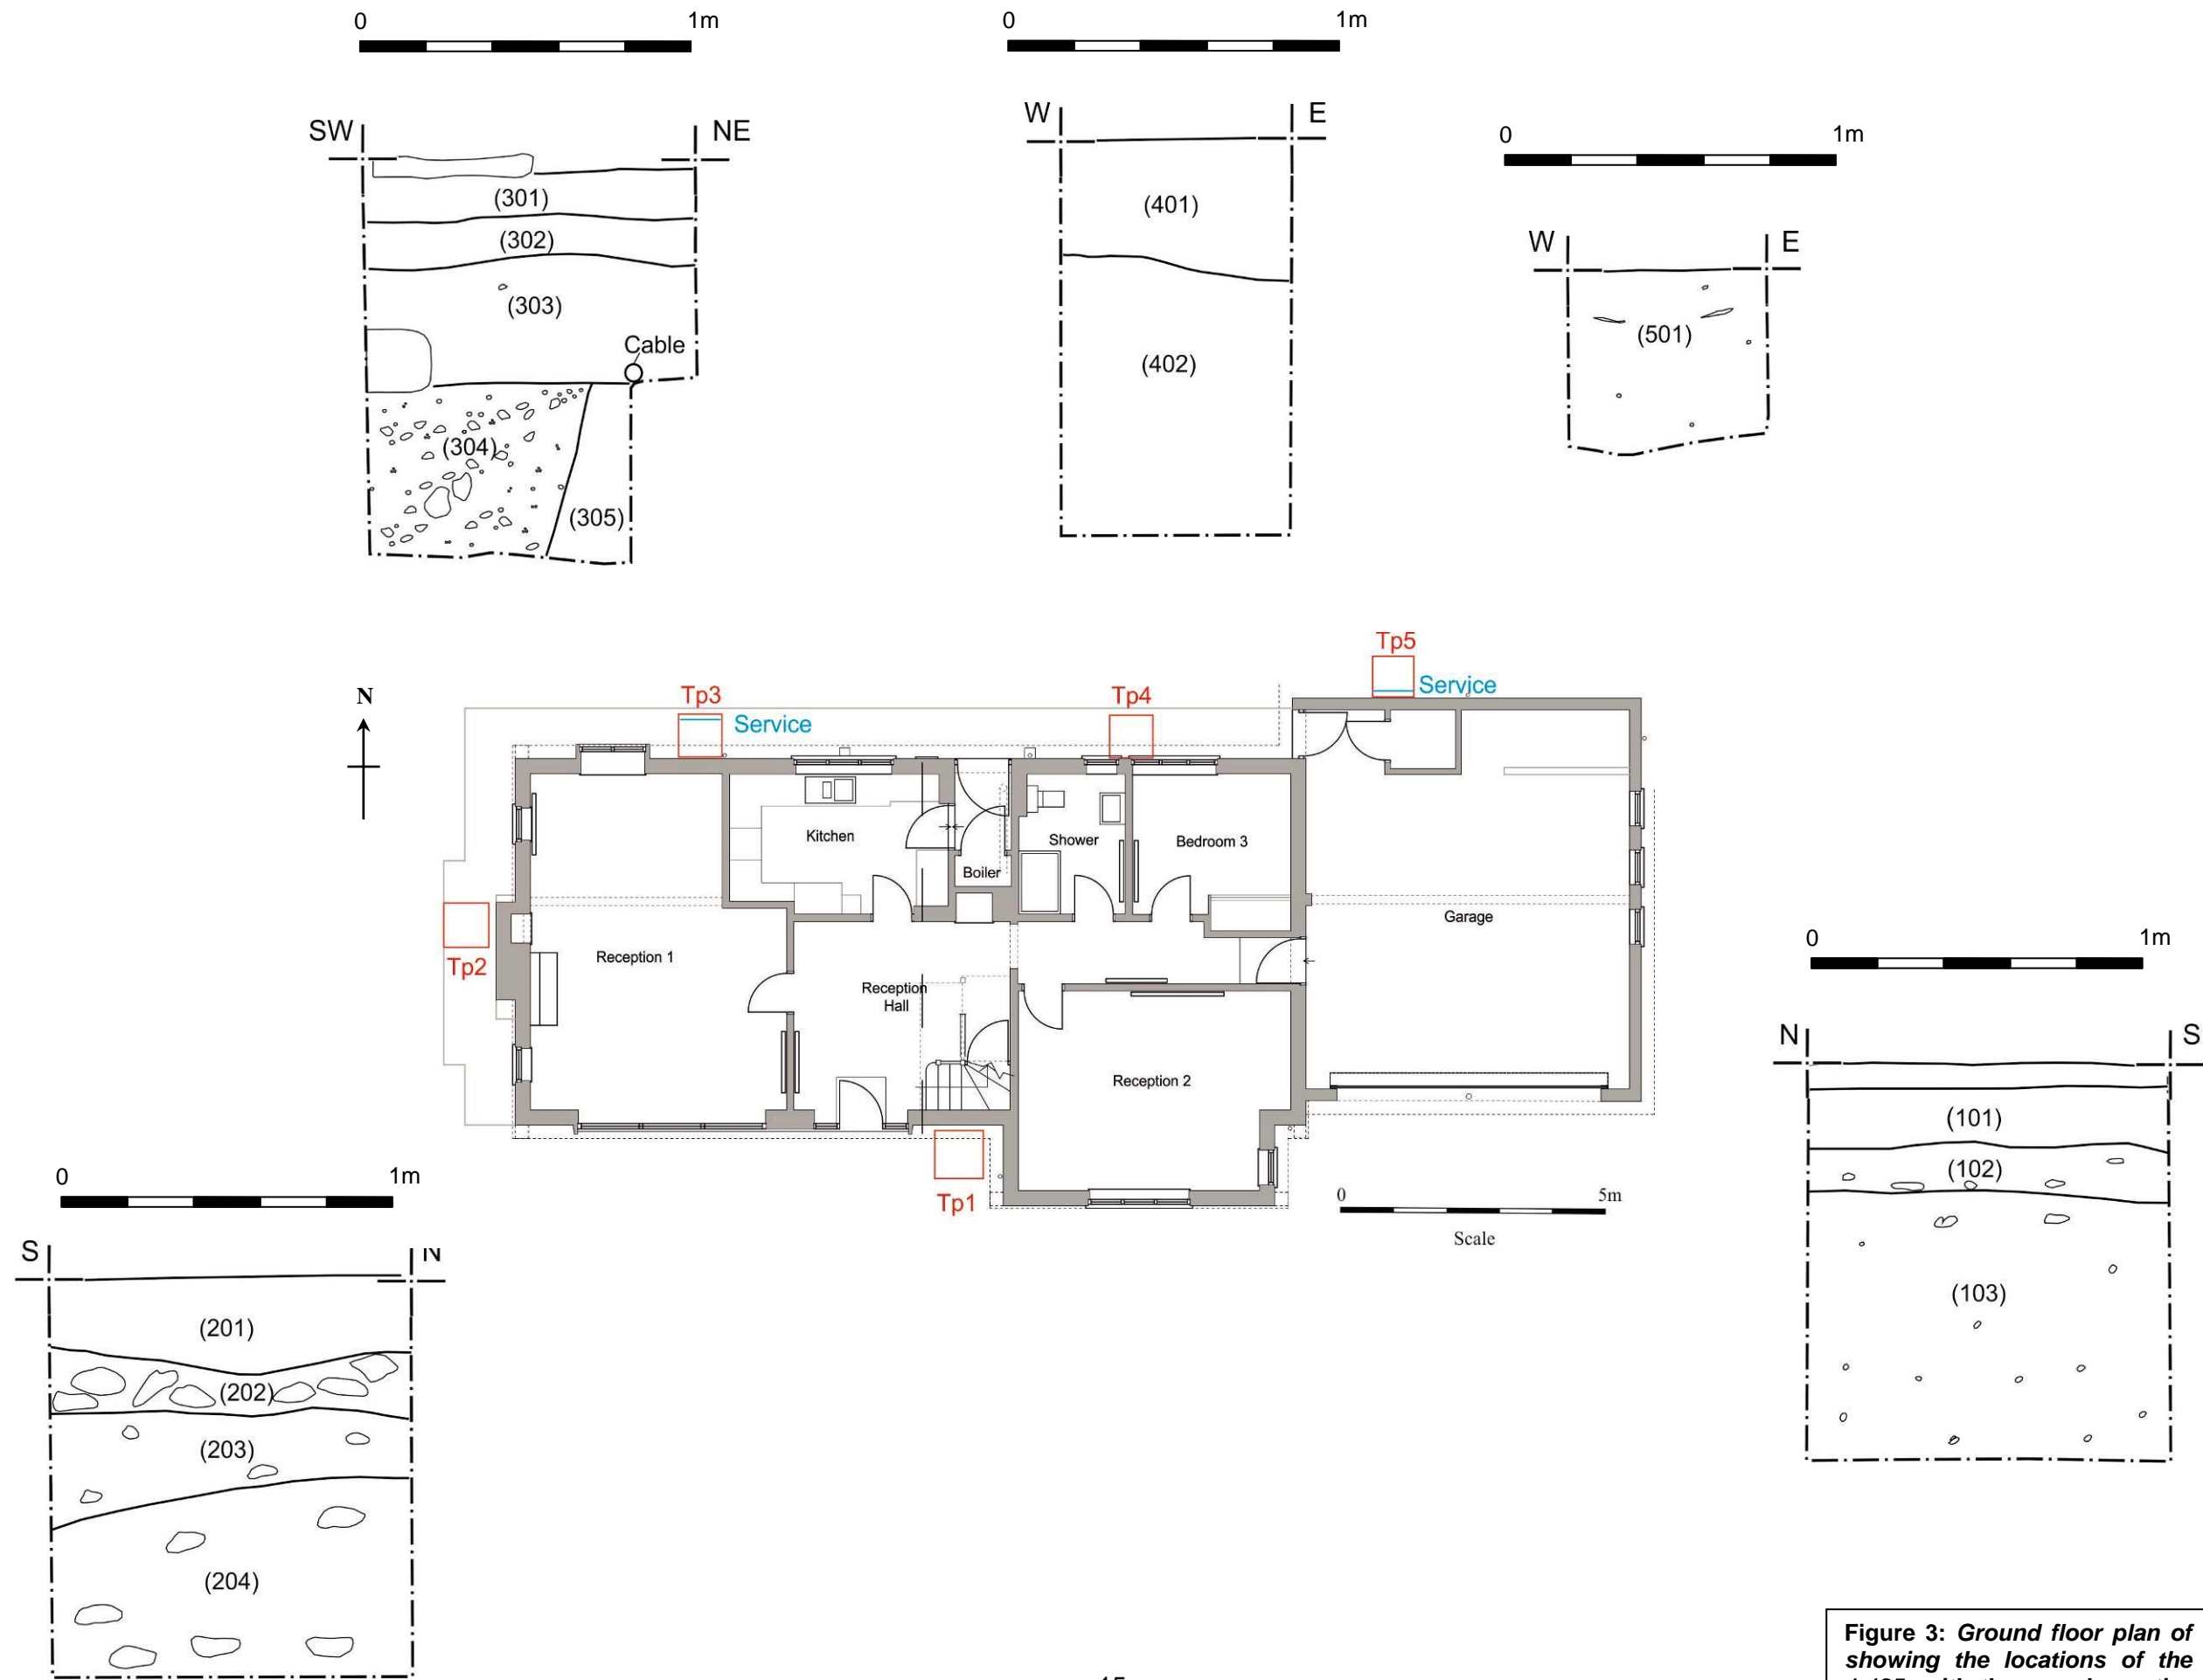 0 1m
0 1m
0 1m
SW NE
(301)
(302)
(303)
Cable
(304)
(305)
W E
(401)
(402)
W E
(501)
N
Tp3
Service
Tp4
Tp5
Service
Kitchen
Boiler
Shower
Bedroom 3
Garage
Tp2
Reception 1
Reception
Hall
Reception 2
Tp1
0 5m
Scale
0 1m
S N
(201)
(202)
(203)
(204)
0 1m
N S
(101)
(102)
(103)
Figure 3: Ground floor plan of
showing the locations of the